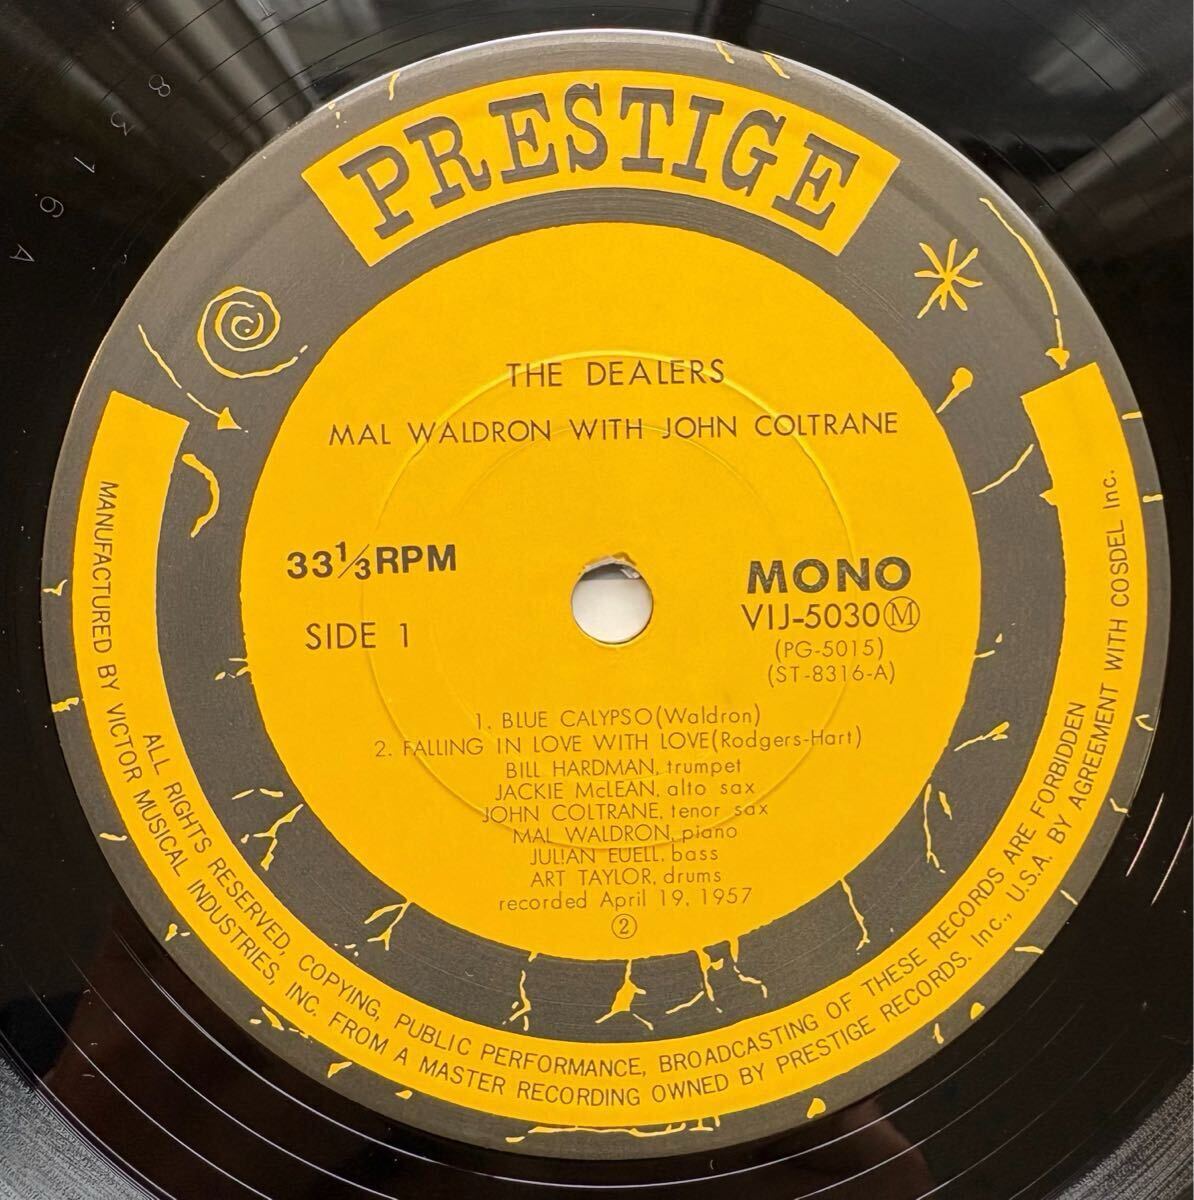 PRESTIGE
THE DEALERS
MAL WALDRON WITH JOHN COLTRANE
33⅓RPM
SIDE 1
MONO
VIJ-5030Ⓜ
(PG-5015)
(ST-8316-A)
1. BLUE CALYPSO(Waldron)
2. FALLING IN LOVE WITH LOVE(Rodgers-Hart)
BILL HARDMAN, trumpet
JACKIE McLEAN, alto sax
JOHN COLTRANE, tenor sax
MAL WALDRON, piano
JULIAN EUELL, bass
ART TAYLOR, drums
recorded April 19, 1957
②
ALL RIGHTS RESERVED, COPYING, PUBLIC PERFORMANCE, BROADCASTING OF THESE RECORDS ARE FORBIDDEN
MANUFACTURED BY VICTOR MUSICAL INDUSTRIES, INC. FROM A MASTER RECORDING OWNED BY PRESTIGE RECORDS. Inc., U.S.A. BY AGREEMENT WITH COSDEL Inc.
8316A